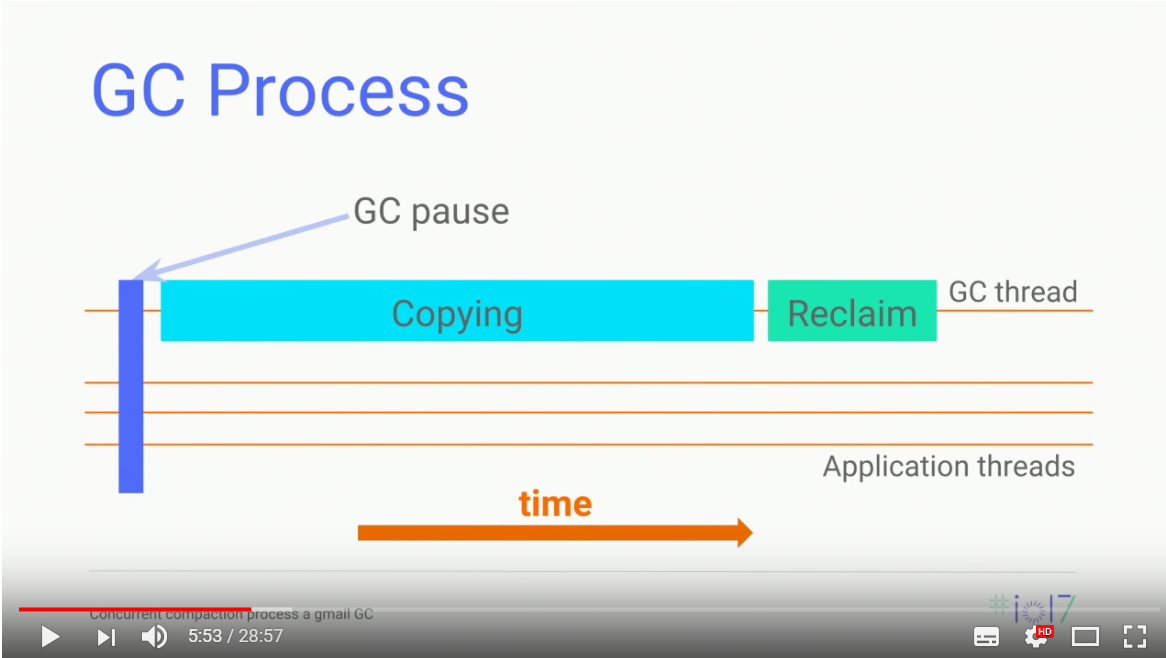 GC Process
GC pause
Copying
Reclaim
GC thread
Application threads
time
Concurrent compaction process a gmail GC
#io17
5:53 / 28:57
HD